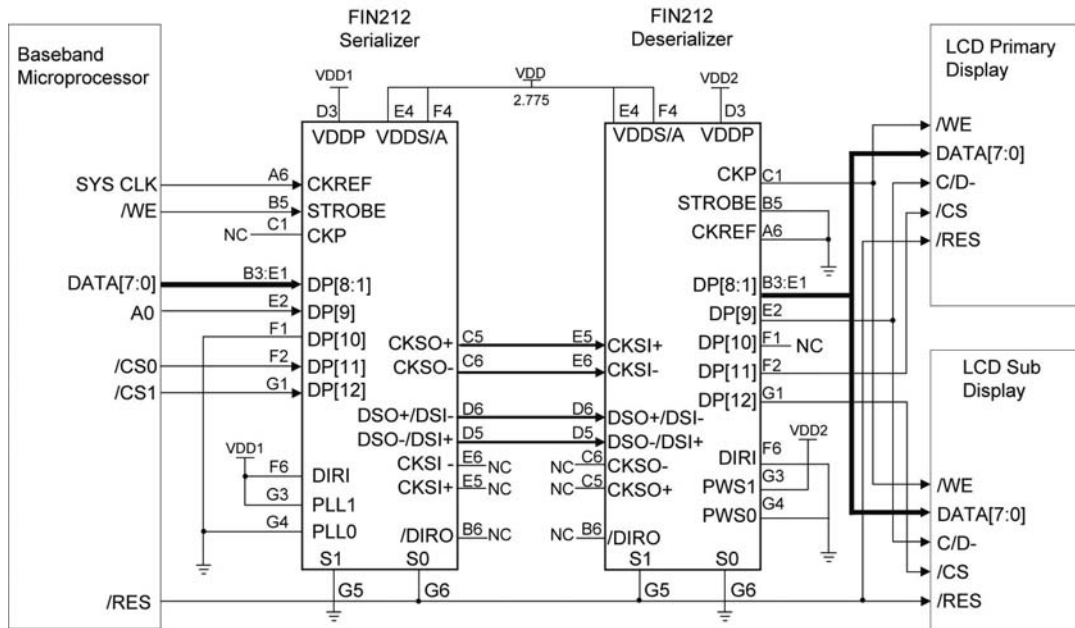 FIN212
Serializer
FIN212
Deserializer
Baseband
Microprocessor
SYS CLK
/WE
DATA[7:0]
A0
/CS0
/CS1
/RES
VDD1
D3
E4
F4
VDDP
VDDS/A
A6
CKREF
B5
STROBE
C1
NC
CKP
B3:E1
DP[8:1]
E2
DP[9]
F1
DP[10]
F2
DP[11]
G1
DP[12]
VDD1
F6
DIRI
G3
PLL1
G4
PLL0
CKSO+
C5
CKSO-
C6
DSO+/DSI-
D6
DSO-/DSI+
D5
CKSI -
E6
NC
CKSI+
E5
NC
/DIRO
B6
NC
S1
S0
G5
G6
VDD
2.775
VDD2
E4
F4
D3
VDDS/A
VDDP
CKP
C1
STROBE
B5
CKREF
A6
DP[8:1]
B3:E1
DP[9]
E2
DP[10]
F1
NC
DP[11]
F2
DP[12]
G1
E5
CKSI+
E6
CKSI-
D6
DSO+/DSI-
D5
DSO-/DSI+
NC
C6
CKSO-
NC
C5
CKSO+
NC
B6
/DIRO
VDD2
DIRI
F6
PWS1
G3
PWS0
G4
S1
S0
G5
G6
LCD Primary
Display
/WE
DATA[7:0]
C/D-
/CS
/RES
LCD Sub
Display
/WE
DATA[7:0]
C/D-
/CS
/RES